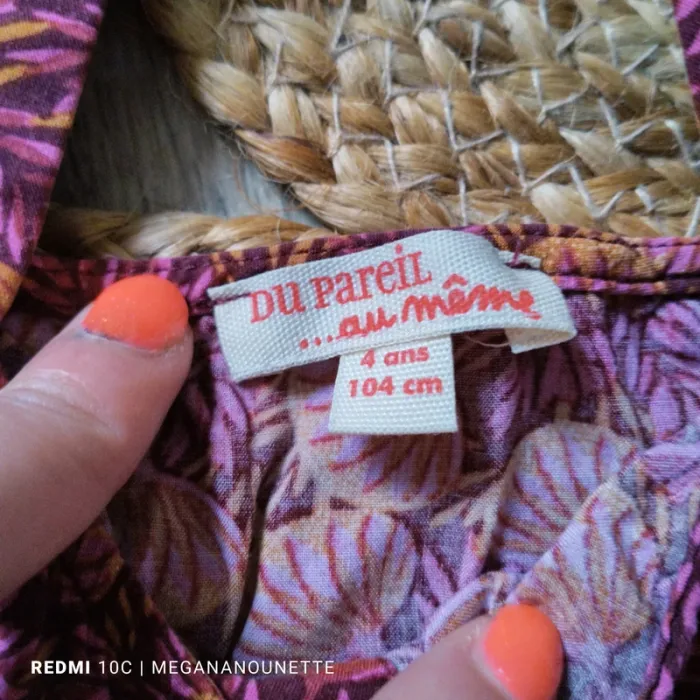 Du Pareil
...au même
4 ans
104 cm
REDMI 10C | MEGANANOUNETTE